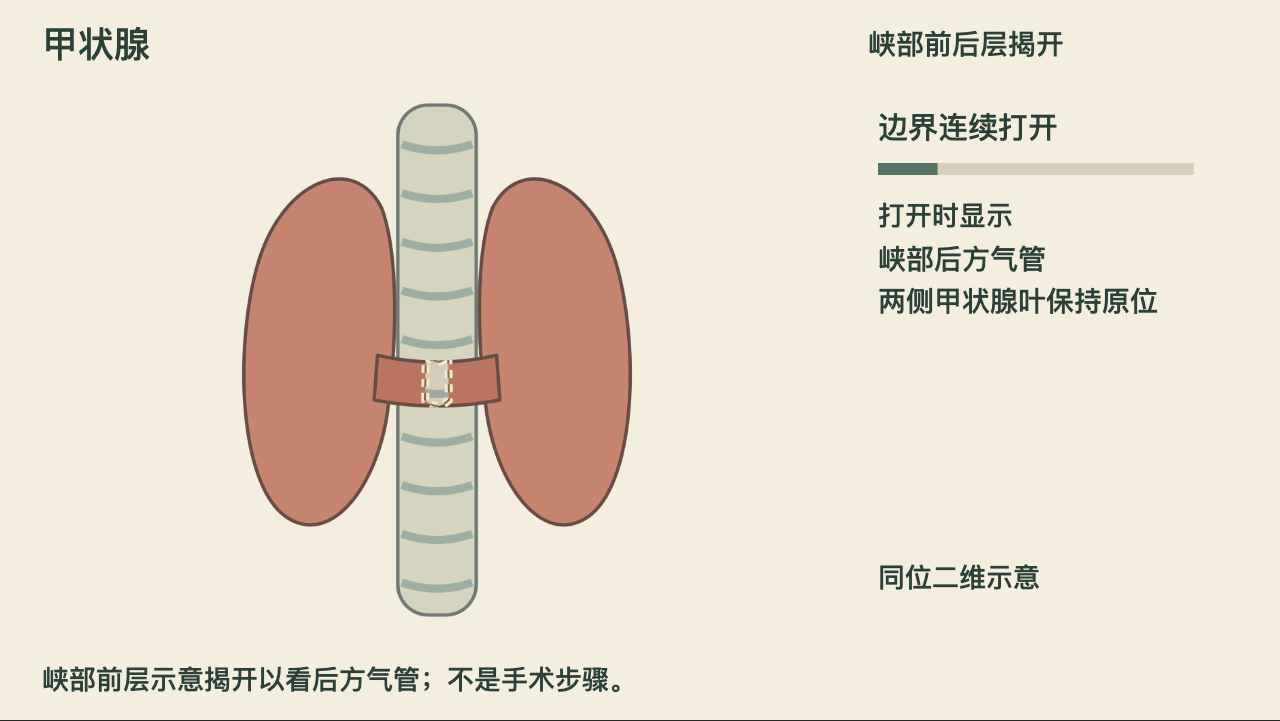 甲状腺
峡部前后层揭开
边界连续打开
打开时显示
峡部后方气管
两侧甲状腺叶保持原位
同位二维示意
峡部前层示意揭开以看后方气管；不是手术步骤。